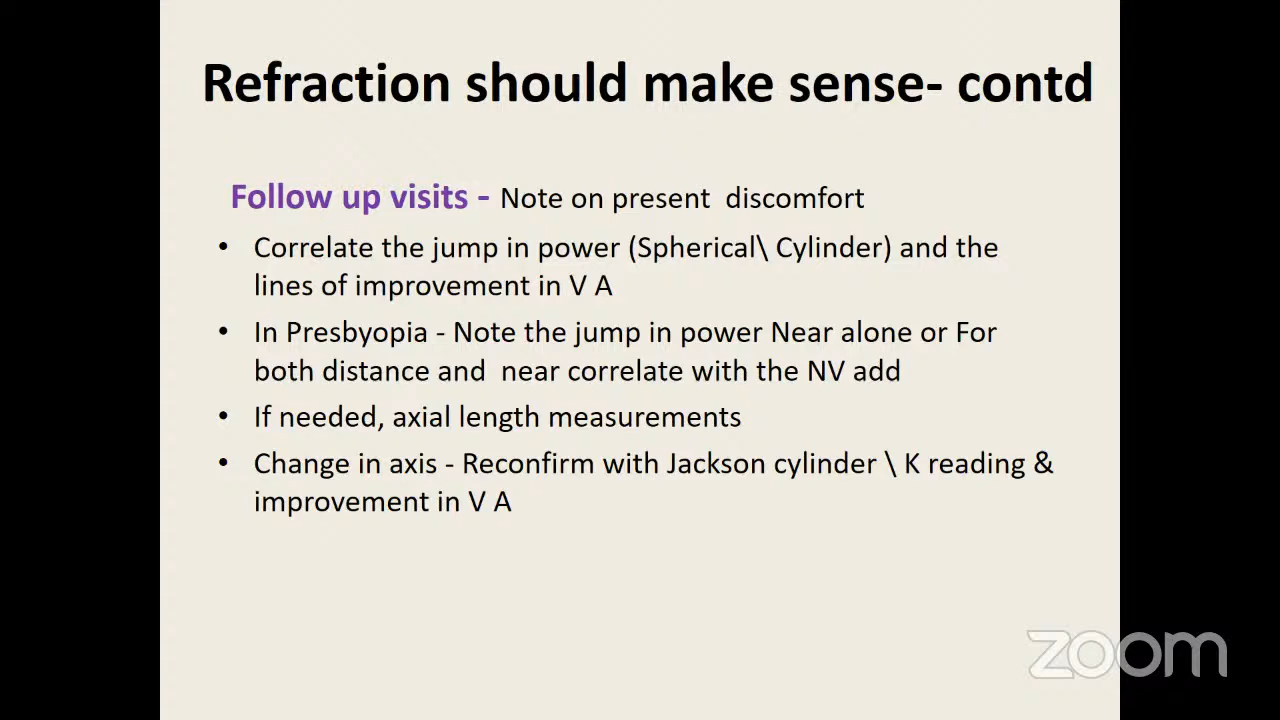 Refraction should make sense- contd
Follow up visits - Note on present discomfort
• Correlate the jump in power (Spherical\ Cylinder) and the
lines of improvement in V A
• In Presbyopia - Note the jump in power Near alone or For
both distance and near correlate with the NV add
• If needed, axial length measurements
• Change in axis - Reconfirm with Jackson cylinder \ K reading &
improvement in V A
zoom